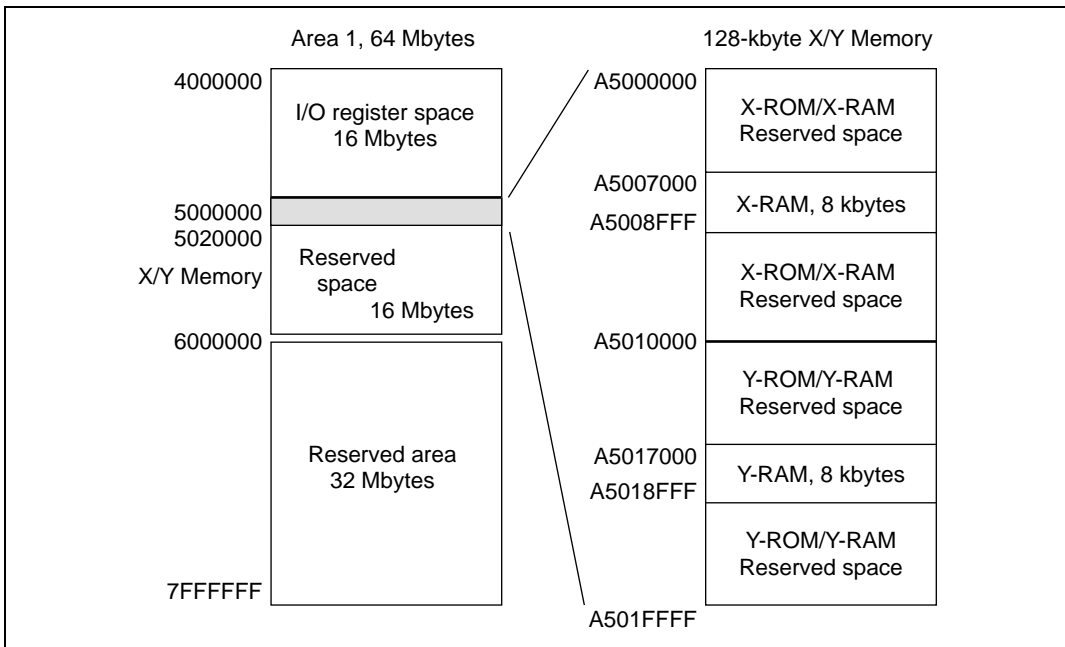 Area 1, 64 Mbytes
4000000
I/O register space
16 Mbytes
5000000
5020000
X/Y Memory
Reserved
space
16 Mbytes
6000000
Reserved area
32 Mbytes
7FFFFFF
128-kbyte X/Y Memory
A5000000
X-ROM/X-RAM
Reserved space
A5007000
X-RAM, 8 kbytes
A5008FFF
X-ROM/X-RAM
Reserved space
A5010000
Y-ROM/Y-RAM
Reserved space
A5017000
Y-RAM, 8 kbytes
A5018FFF
Y-ROM/Y-RAM
Reserved space
A501FFFF